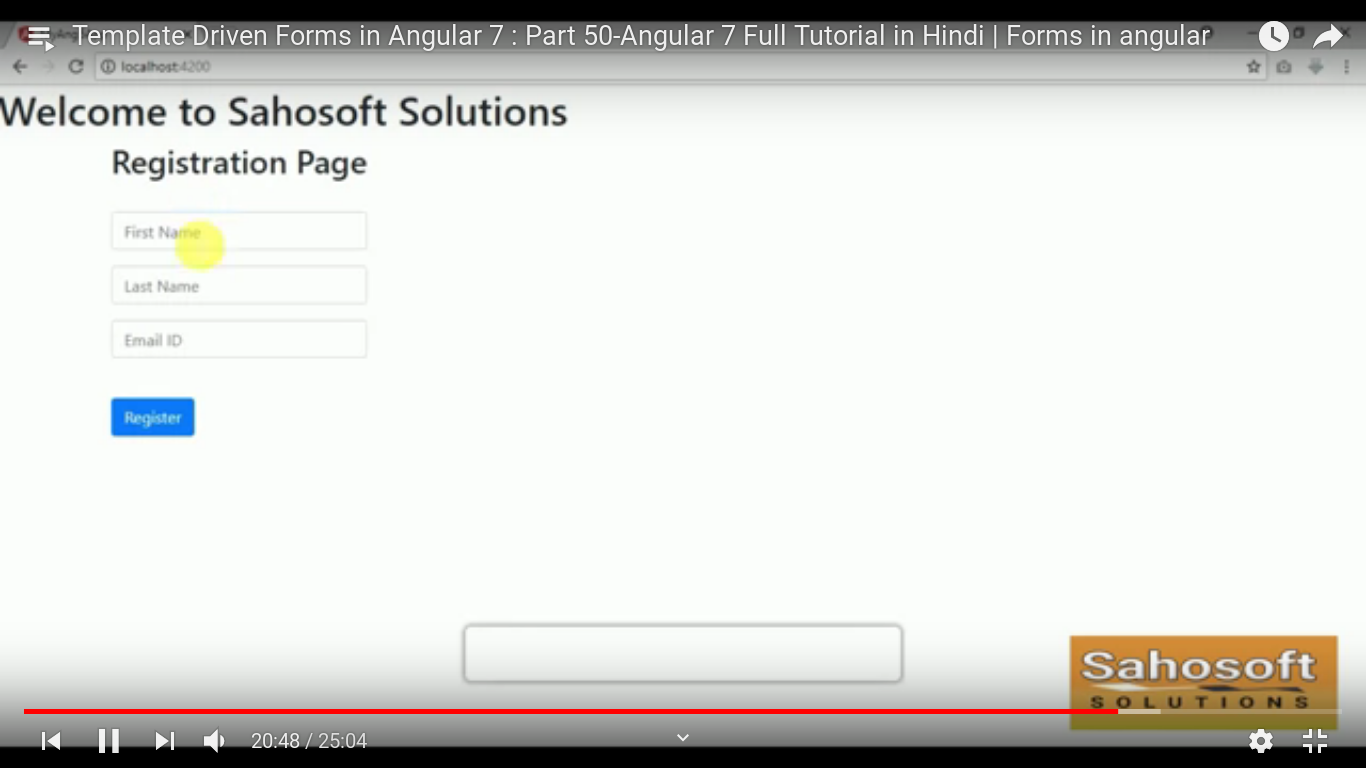 Template Driven Forms in Angular 7 : Part 50-Angular 7 Full Tutorial in Hindi | Forms in angular
localhost:4200
Welcome to Sahosoft Solutions
Registration Page
First Name
Last Name
Email ID
Register
Sahosoft
SOLUTIONS
20:48 / 25:04